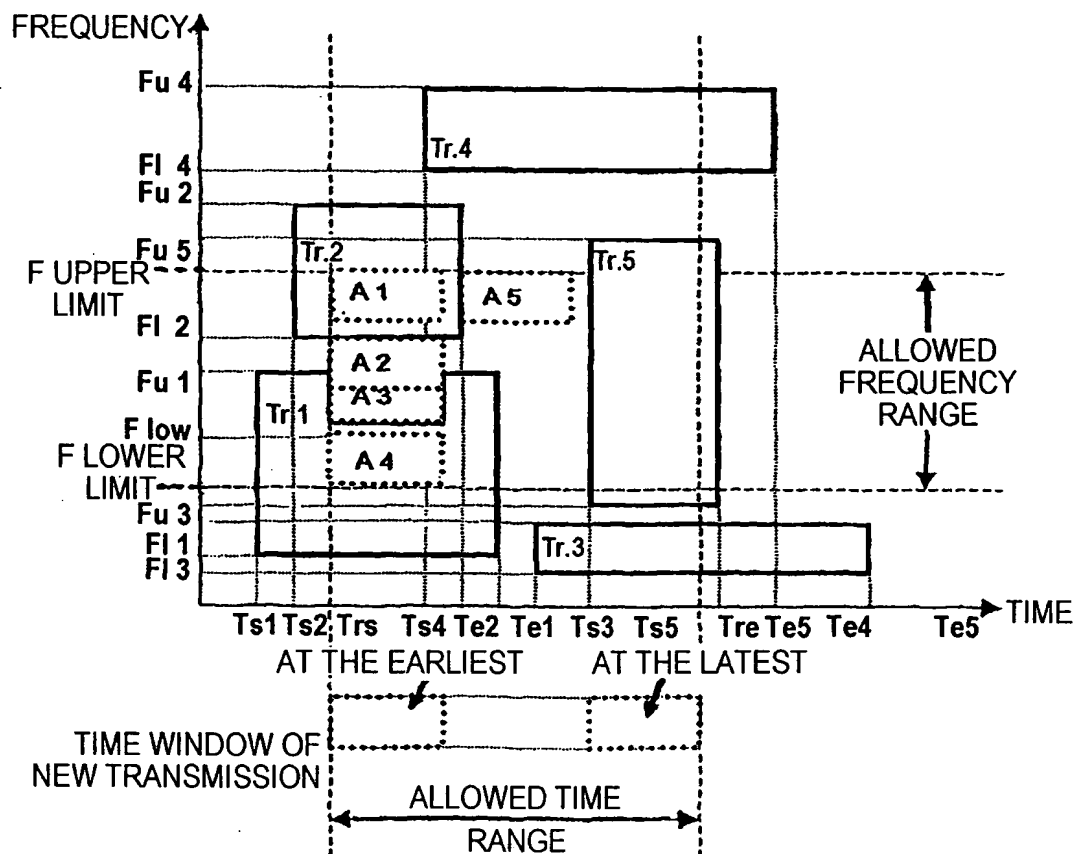 FREQUENCY
Fu 4
Tr.4
Fl 4
Fu 2
Fu 5
Tr.2
Tr.5
F UPPER
LIMIT
A 1
A 5
Fl 2
A 2
ALLOWED
FREQUENCY
RANGE
Fu 1
A 3
Tr.1
F low
F LOWER
LIMIT
A 4
Fu 3
Fl 1
Tr.3
Fl 3
TIME
Ts1 Ts2 Trs Ts4 Te2 Te1 Ts3 Ts5 Tre Te5 Te4 Te5
AT THE EARLIEST AT THE LATEST
TIME WINDOW OF
NEW TRANSMISSION
ALLOWED TIME
RANGE